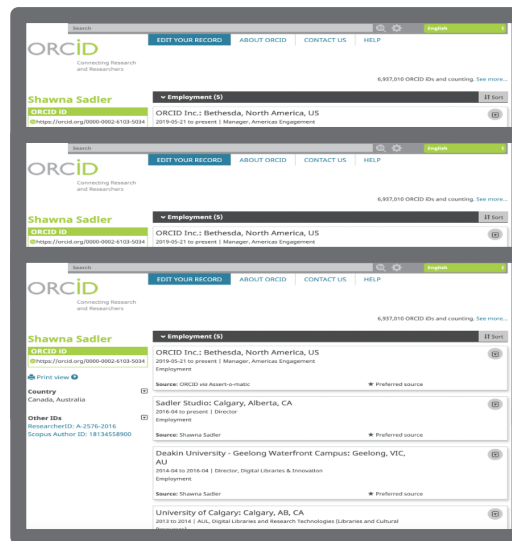 Search
English
ORCID
Connecting Research
and Researchers
EDIT YOUR RECORD ABOUT ORCID CONTACT US HELP
6,937,010 ORCID IDs and counting. See more...
Shawna Sadler
ORCID iD
https://orcid.org/0000-0002-6103-5034
Employment (5)
Sort
ORCID Inc.: Bethesda, North America, US
2019-05-21 to present | Manager, Americas Engagement
Search
English
ORCID
Connecting Research
and Researchers
EDIT YOUR RECORD ABOUT ORCID CONTACT US HELP
6,937,010 ORCID IDs and counting. See more...
Shawna Sadler
ORCID iD
https://orcid.org/0000-0002-6103-5034
Employment (5)
Sort
ORCID Inc.: Bethesda, North America, US
2019-05-21 to present | Manager, Americas Engagement
Search
English
ORCID
Connecting Research
and Researchers
EDIT YOUR RECORD ABOUT ORCID CONTACT US HELP
6,937,010 ORCID IDs and counting. See more...
Shawna Sadler
ORCID iD
https://orcid.org/0000-0002-6103-5034
Print view
Country
Canada, Australia
Other IDs
ResearcherID: A-2576-2016
Scopus Author ID: 18134558900
Employment (5)
Sort
ORCID Inc.: Bethesda, North America, US
2019-05-21 to present | Manager, Americas Engagement
Employment
Source: ORCID via Assert-o-matic
Preferred source
Sadler Studio: Calgary, Alberta, CA
2016-04 to present | Director
Employment
Source: Shawna Sadler
Preferred source
Deakin University - Geelong Waterfront Campus: Geelong, VIC,
AU
2014-04 to 2016-04 | Director, Digital Libraries & Innovation
Employment
Source: Shawna Sadler
Preferred source
University of Calgary: Calgary, AB, CA
2013 to 2014 | AUL, Digital Libraries and Research Technologies (Libraries and Cultural